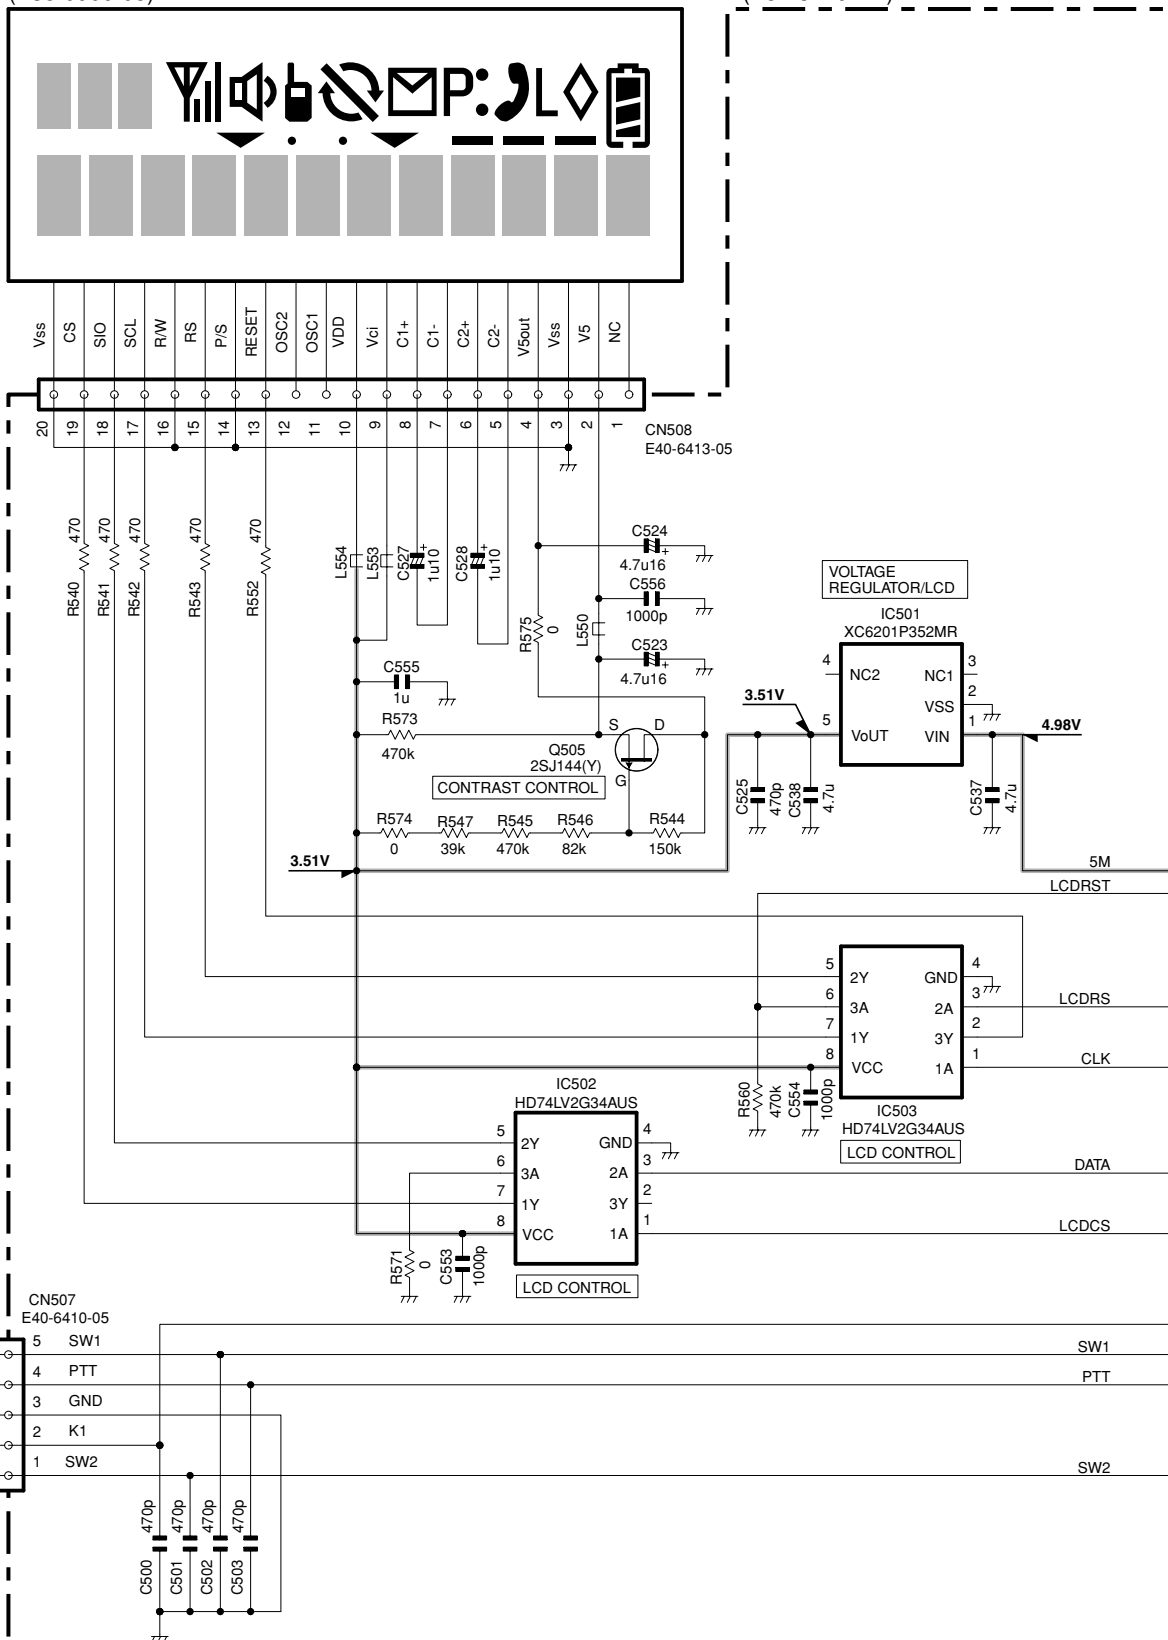 P:
L
Vss
CS
SIO
SCL
R/W
RS
P/S
RESET
OSC2
OSC1
VDD
Vci
C1+
C1-
C2+
C2-
V5out
Vss
V5
NC
20
19
18
17
16
15
14
13
12
11
10
9
8
7
6
5
4
3
2
1
CN508
E40-6413-05
R540 470
R541 470
R542 470
R543 470
R552 470
L554
L553
C527 + 1u10
C528 + 1u10
R575 0
L550
C524
+
4.7u16
C556
1000p
C523
+
4.7u16
C555
1u
R573
470k
S D
G
Q505
2SJ144(Y)
CONTRAST CONTROL
R574
0
R547
39k
R545
470k
R546
82k
R544
150k
3.51V
VOLTAGE
REGULATOR/LCD
IC501
XC6201P352MR
4 NC2 NC1 3
VSS 2
5 VoUT VIN 1
3.51V
4.98V
C525 470p
C538 4.7u
C537 4.7u
5M
LCDRST
5 2Y GND 4
6 3A 2A 3
7 1Y 3Y 2
8 VCC 1A 1
LCDRS
CLK
R560 470k
C554 1000p
IC503
HD74LV2G34AUS
LCD CONTROL
IC502
HD74LV2G34AUS
5 2Y GND 4
6 3A 2A 3
7 1Y 3Y 2
8 VCC 1A 1
DATA
LCDCS
R571 0
C553 1000p
LCD CONTROL
CN507
E40-6410-05
5 SW1
4 PTT
3 GND
2 K1
1 SW2
SW1
PTT
SW2
C500 470p
C501 470p
C502 470p
C503 470p